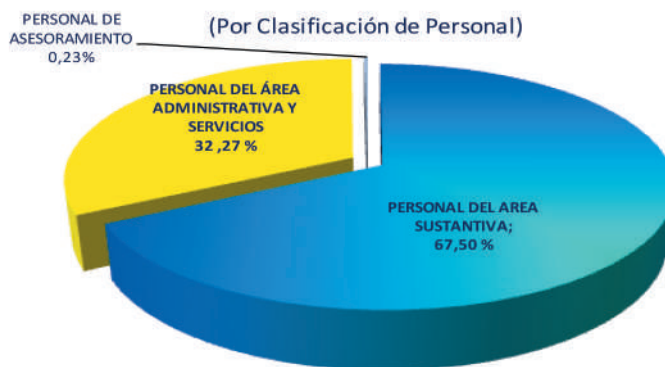 (Por Clasificación de Personal)
PERSONAL DE
ASESORAMIENTO
0,23%
PERSONAL DEL ÁREA
ADMINISTRATIVA Y
SERVICIOS
32 ,27 %
PERSONAL DEL AREA
SUSTANTIVA;
67,50 %